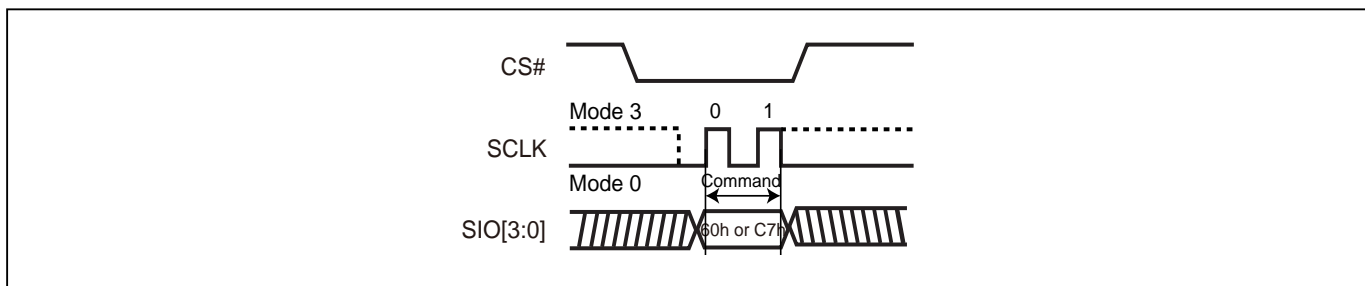 CS#
Mode 3 0 1
SCLK
Mode 0 Command
SIO[3:0] 60h or C7h